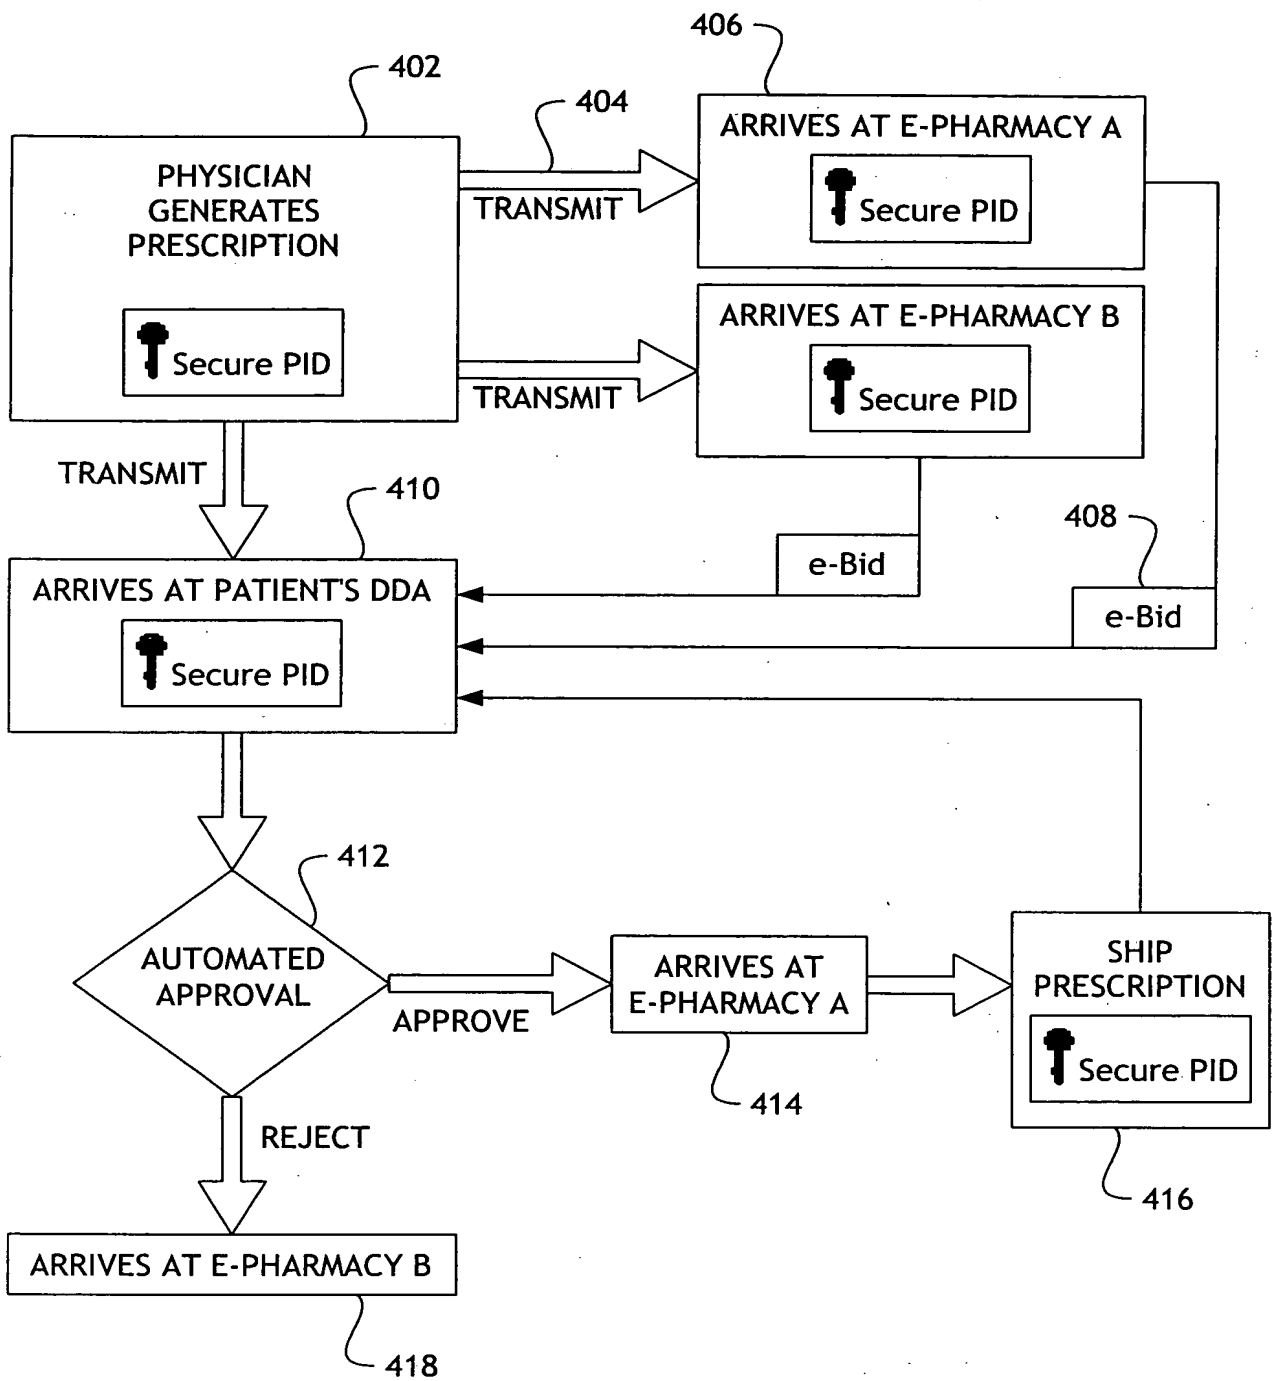 406
402
404
ARRIVES AT E-PHARMACY A
Secure PID
PHYSICIAN
GENERATES
PRESCRIPTION
Secure PID
TRANSMIT
ARRIVES AT E-PHARMACY B
Secure PID
TRANSMIT
TRANSMIT
410
408
e-Bid
e-Bid
ARRIVES AT PATIENT'S DDA
Secure PID
412
AUTOMATED
APPROVAL
APPROVE
ARRIVES AT
E-PHARMACY A
414
SHIP
PRESCRIPTION
Secure PID
416
REJECT
ARRIVES AT E-PHARMACY B
418